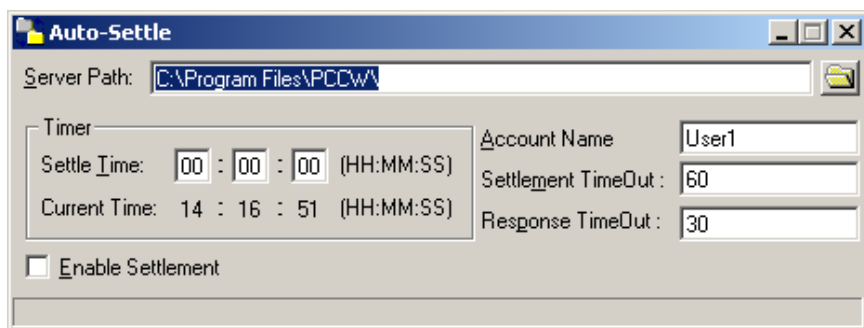 Auto-Settle
Server Path: C:\Program Files\PCCW\
Timer
Settle Time: 00 : 00 : 00 (HH:MM:SS)
Current Time: 14 : 16 : 51 (HH:MM:SS)
Account Name User1
Settlement TimeOut : 60
Response TimeOut : 30
Enable Settlement